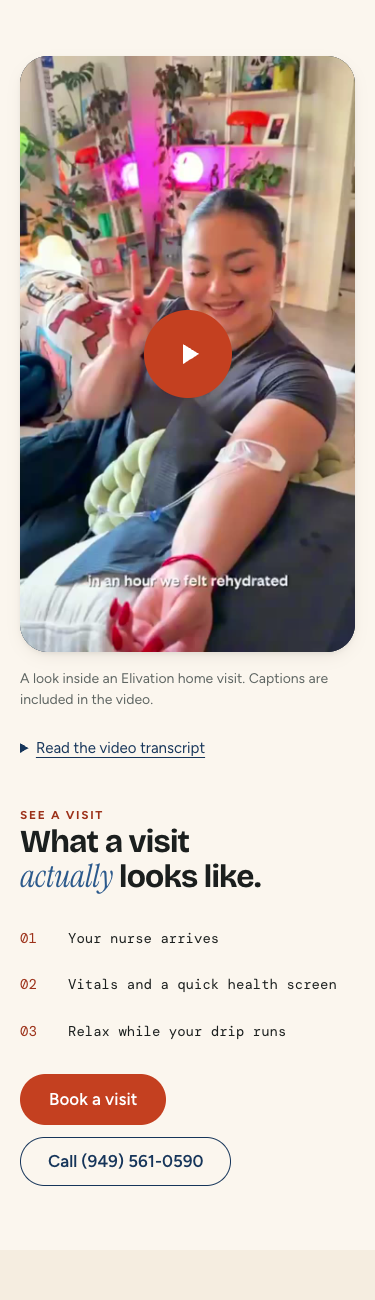 in an hour we felt rehydrated
A look inside an Elivation home visit. Captions are
included in the video.
Read the video transcript
SEE A VISIT
What a visit
actually looks like.
01 Your nurse arrives
02 Vitals and a quick health screen
03 Relax while your drip runs
Book a visit
Call (949) 561-0590